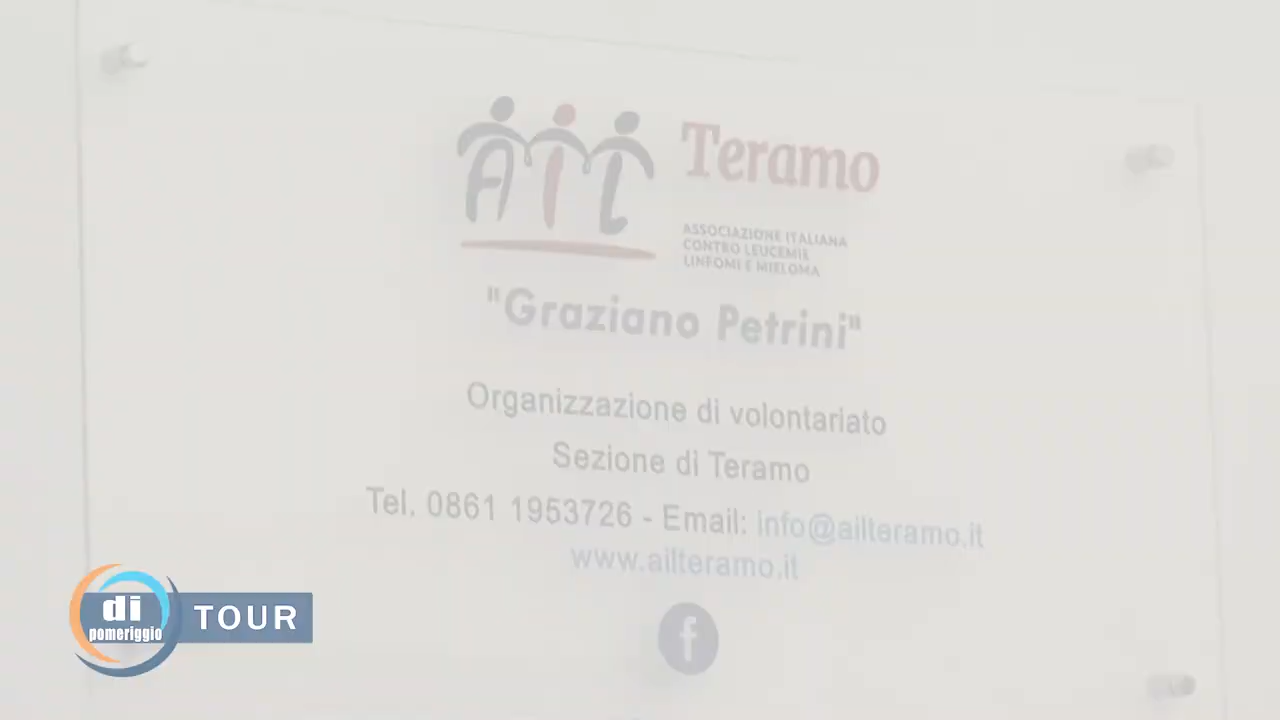 AIL Teramo
ASSOCIAZIONE ITALIANA
CONTRO LEUCEMIE
LINFOMI E MIELOMA
"Graziano Petrini"
Organizzazione di volontariato
Sezione di Teramo
Tel. 0861 1953726 - Email: info@ailteramo.it
www.ailteramo.it
f
di
pomeriggio
TOUR